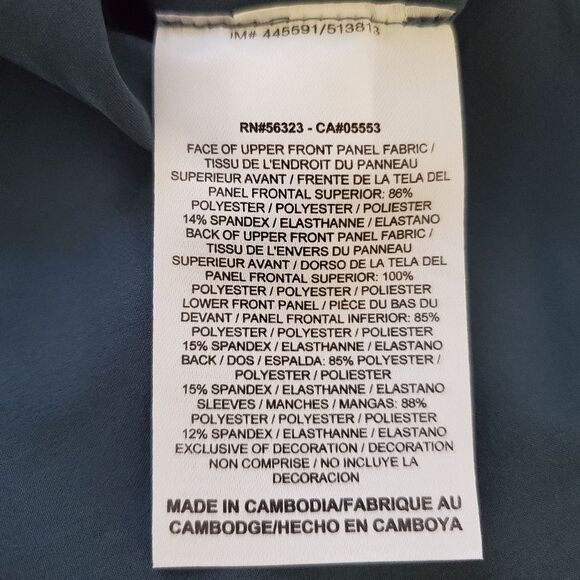 445591/513813
RN#56323 - CA#05553
FACE OF UPPER FRONT PANEL FABRIC /
TISSU DE L'ENDROIT DU PANNEAU
SUPERIEUR AVANT / FRENTE DE LA TELA DEL
PANEL FRONTAL SUPERIOR: 86%
POLYESTER / POLYESTER / POLIESTER
14% SPANDEX / ELASTHANNE / ELASTANO
BACK OF UPPER FRONT PANEL FABRIC /
TISSU DE L'ENVERS DU PANNEAU
SUPERIEUR AVANT / DORSO DE LA TELA DEL
PANEL FRONTAL SUPERIOR: 100%
POLYESTER / POLYESTER / POLIESTER
LOWER FRONT PANEL / PIÈCE DU BAS DU
DEVANT / PANEL FRONTAL INFERIOR: 85%
POLYESTER / POLYESTER / POLIESTER
15% SPANDEX / ELASTHANNE / ELASTANO
BACK / DOS / ESPALDA: 85% POLYESTER /
POLYESTER / POLIESTER
15% SPANDEX / ELASTHANNE / ELASTANO
SLEEVES / MANCHES / MANGAS: 88%
POLYESTER / POLYESTER / POLIESTER
12% SPANDEX / ELASTHANNE / ELASTANO
EXCLUSIVE OF DECORATION / DECORATION
NON COMPRISE / NO INCLUYE LA
DECORACION
MADE IN CAMBODIA/FABRIQUE AU
CAMBODGE/HECHO EN CAMBOYA